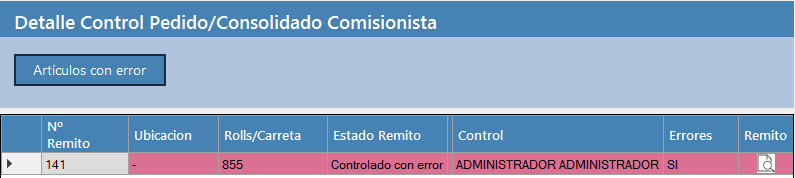 Detalle Control Pedido/Consolidado Comisionista
Artículos con error
Nº Remito Ubicacion Rolls/Carreta Estado Remito Control Errores Remito
141 - 855 Controlado con error ADMINISTRADOR ADMINISTRADOR SI